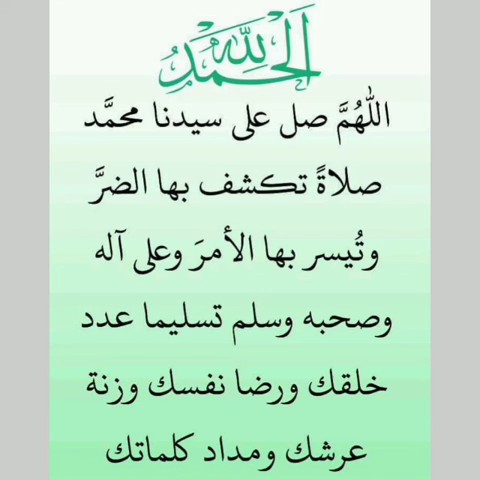 الحمد لله
اللهُمَّ صل على سيدنا محمَّد
صلاةً تكشف بها الضرَّ
وتُيسر بها الأمرَ وعلى آله
وصحبه وسلم تسليما عدد
خلقك ورضا نفسك وزنة
عرشك ومداد كلماتك